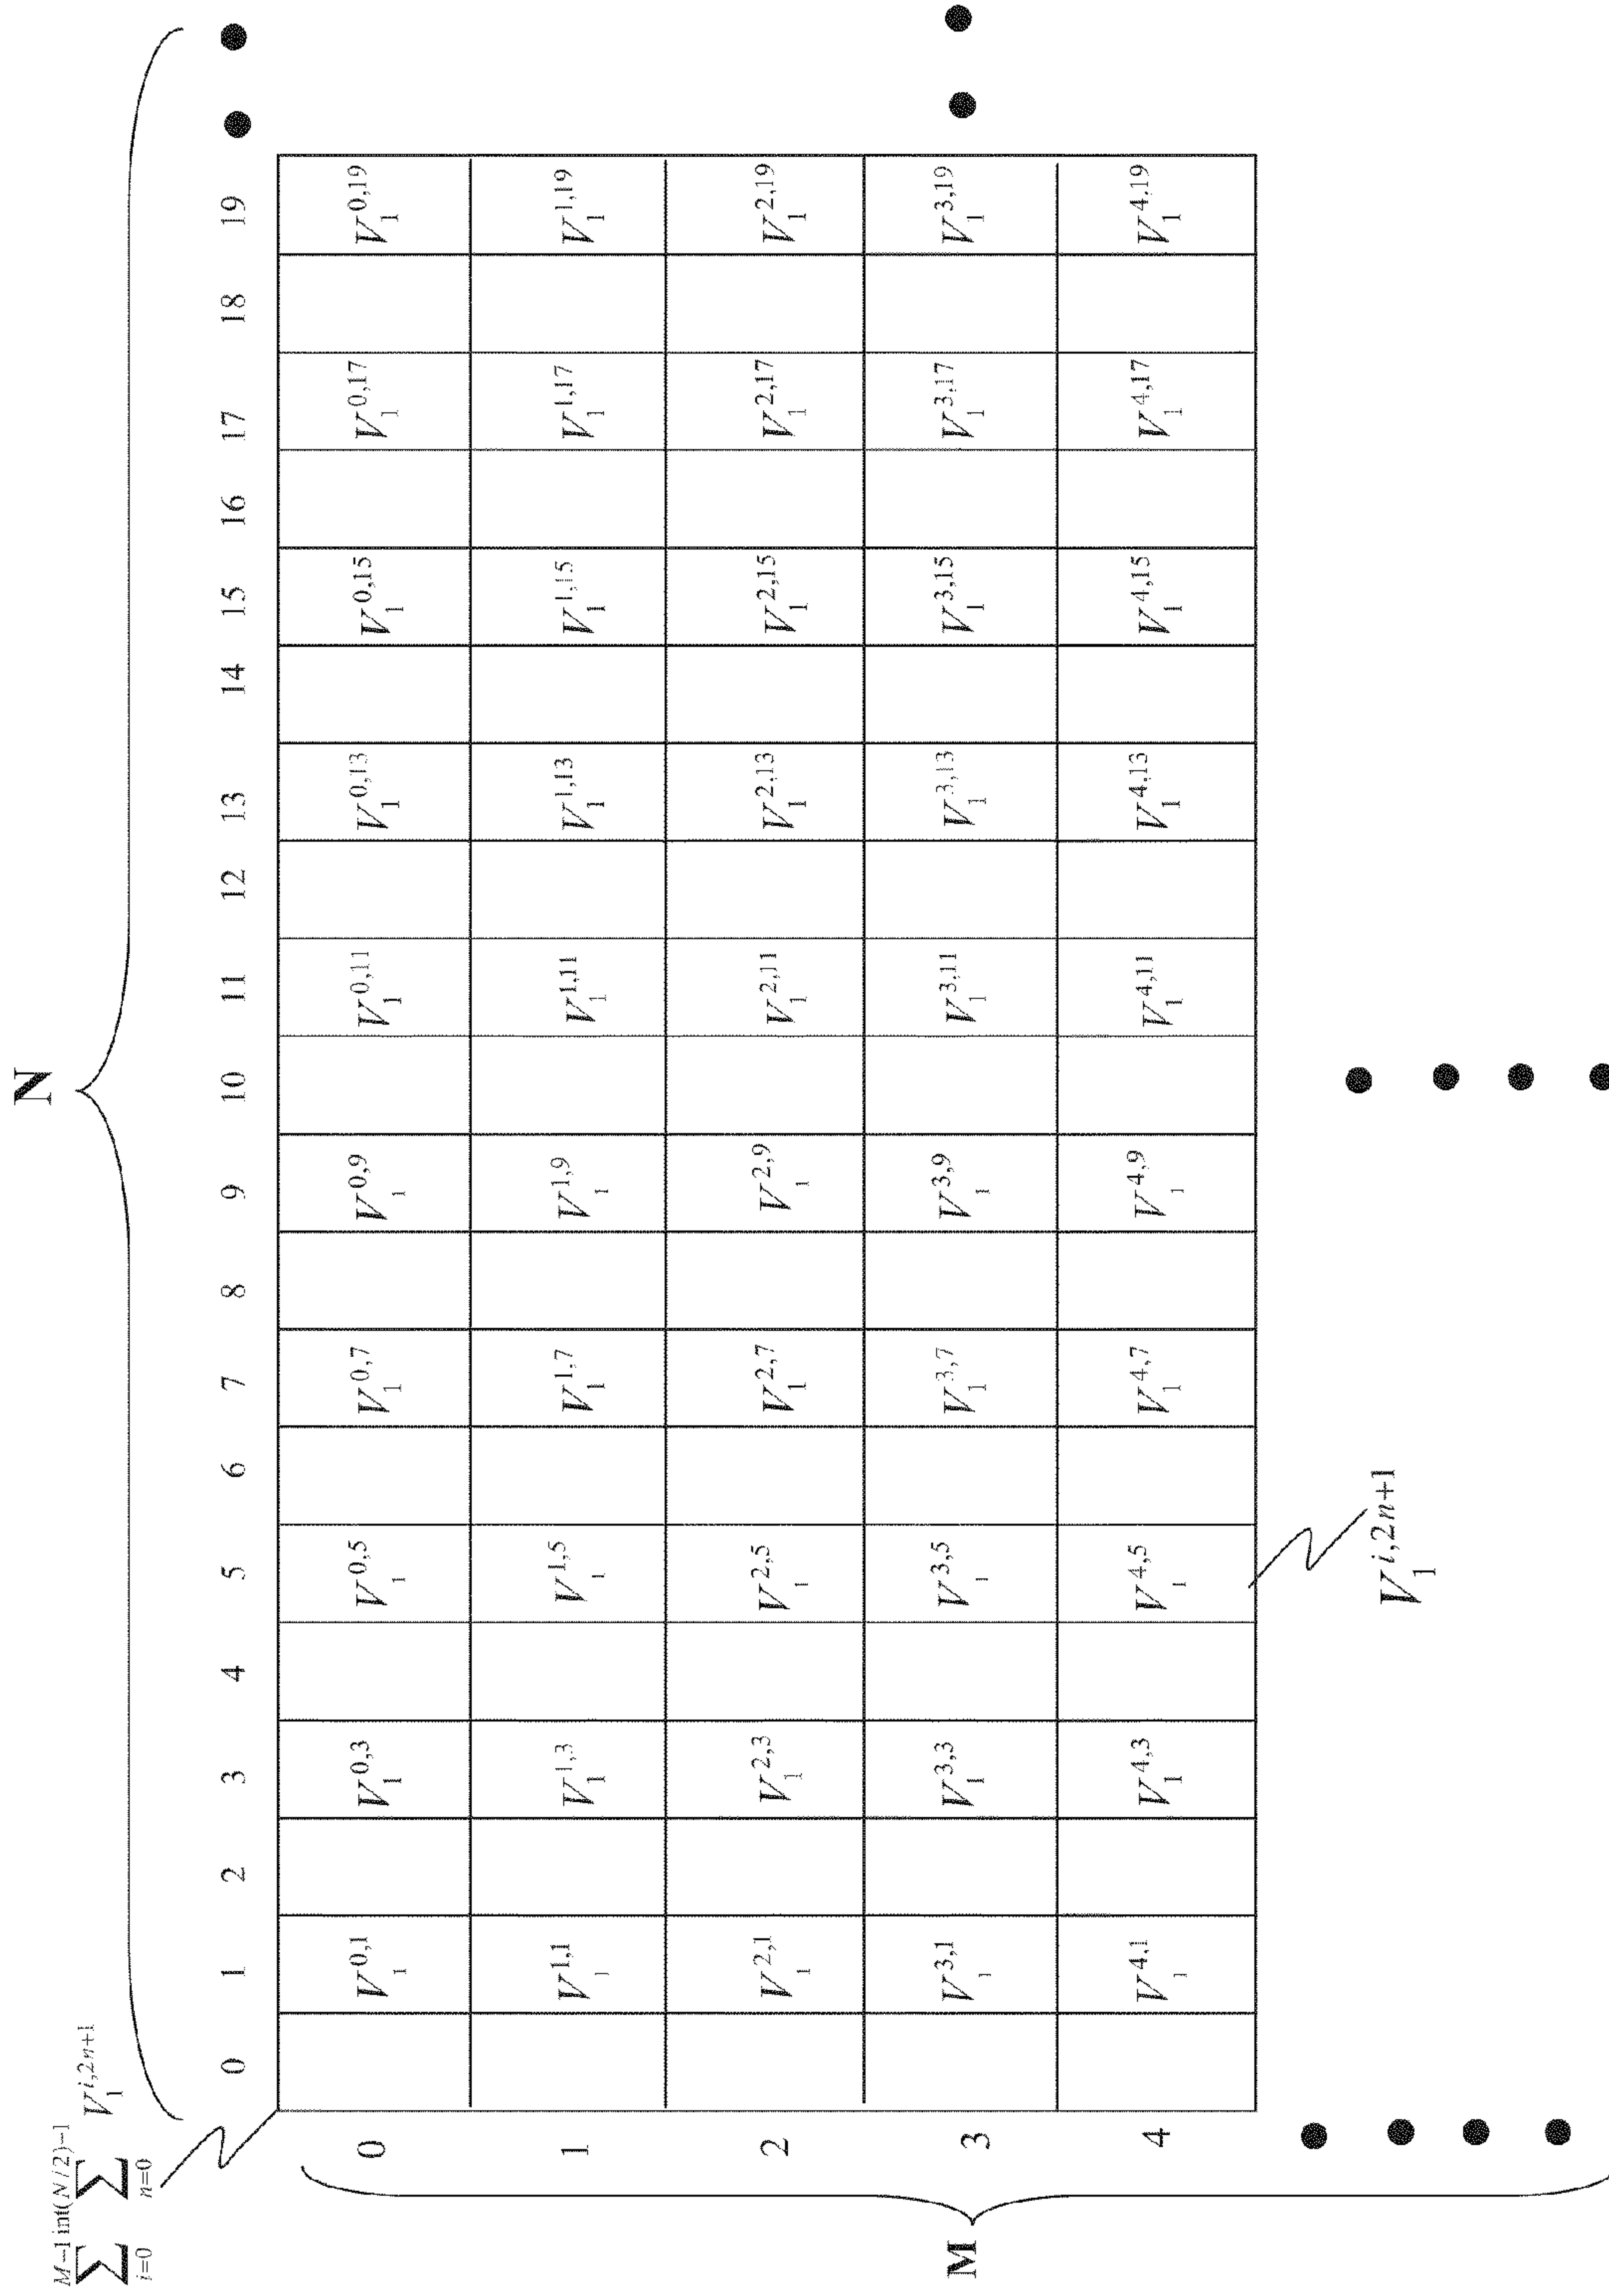 N
\sum_{i=0}^{M-1} \sum_{n=0}^{int(N/2)-1} V_1^{i,2n+1}
0 1 2 3 4 5 6 7 8 9 10 11 12 13 14 15 16 17 18 19
0 V_1^{0,1} V_1^{0,3} V_1^{0,5} V_1^{0,7} V_1^{0,9} V_1^{0,11} V_1^{0,13} V_1^{0,15} V_1^{0,17} V_1^{0,19}
1 V_1^{1,1} V_1^{1,3} V_1^{1,5} V_1^{1,7} V_1^{1,9} V_1^{1,11} V_1^{1,13} V_1^{1,15} V_1^{1,17} V_1^{1,19}
2 V_1^{2,1} V_1^{2,3} V_1^{2,5} V_1^{2,7} V_1^{2,9} V_1^{2,11} V_1^{2,13} V_1^{2,15} V_1^{2,17} V_1^{2,19}
3 V_1^{3,1} V_1^{3,3} V_1^{3,5} V_1^{3,7} V_1^{3,9} V_1^{3,11} V_1^{3,13} V_1^{3,15} V_1^{3,17} V_1^{3,19}
4 V_1^{4,1} V_1^{4,3} V_1^{4,5} V_1^{4,7} V_1^{4,9} V_1^{4,11} V_1^{4,13} V_1^{4,15} V_1^{4,17} V_1^{4,19}
M
V_1^{i,2n+1}